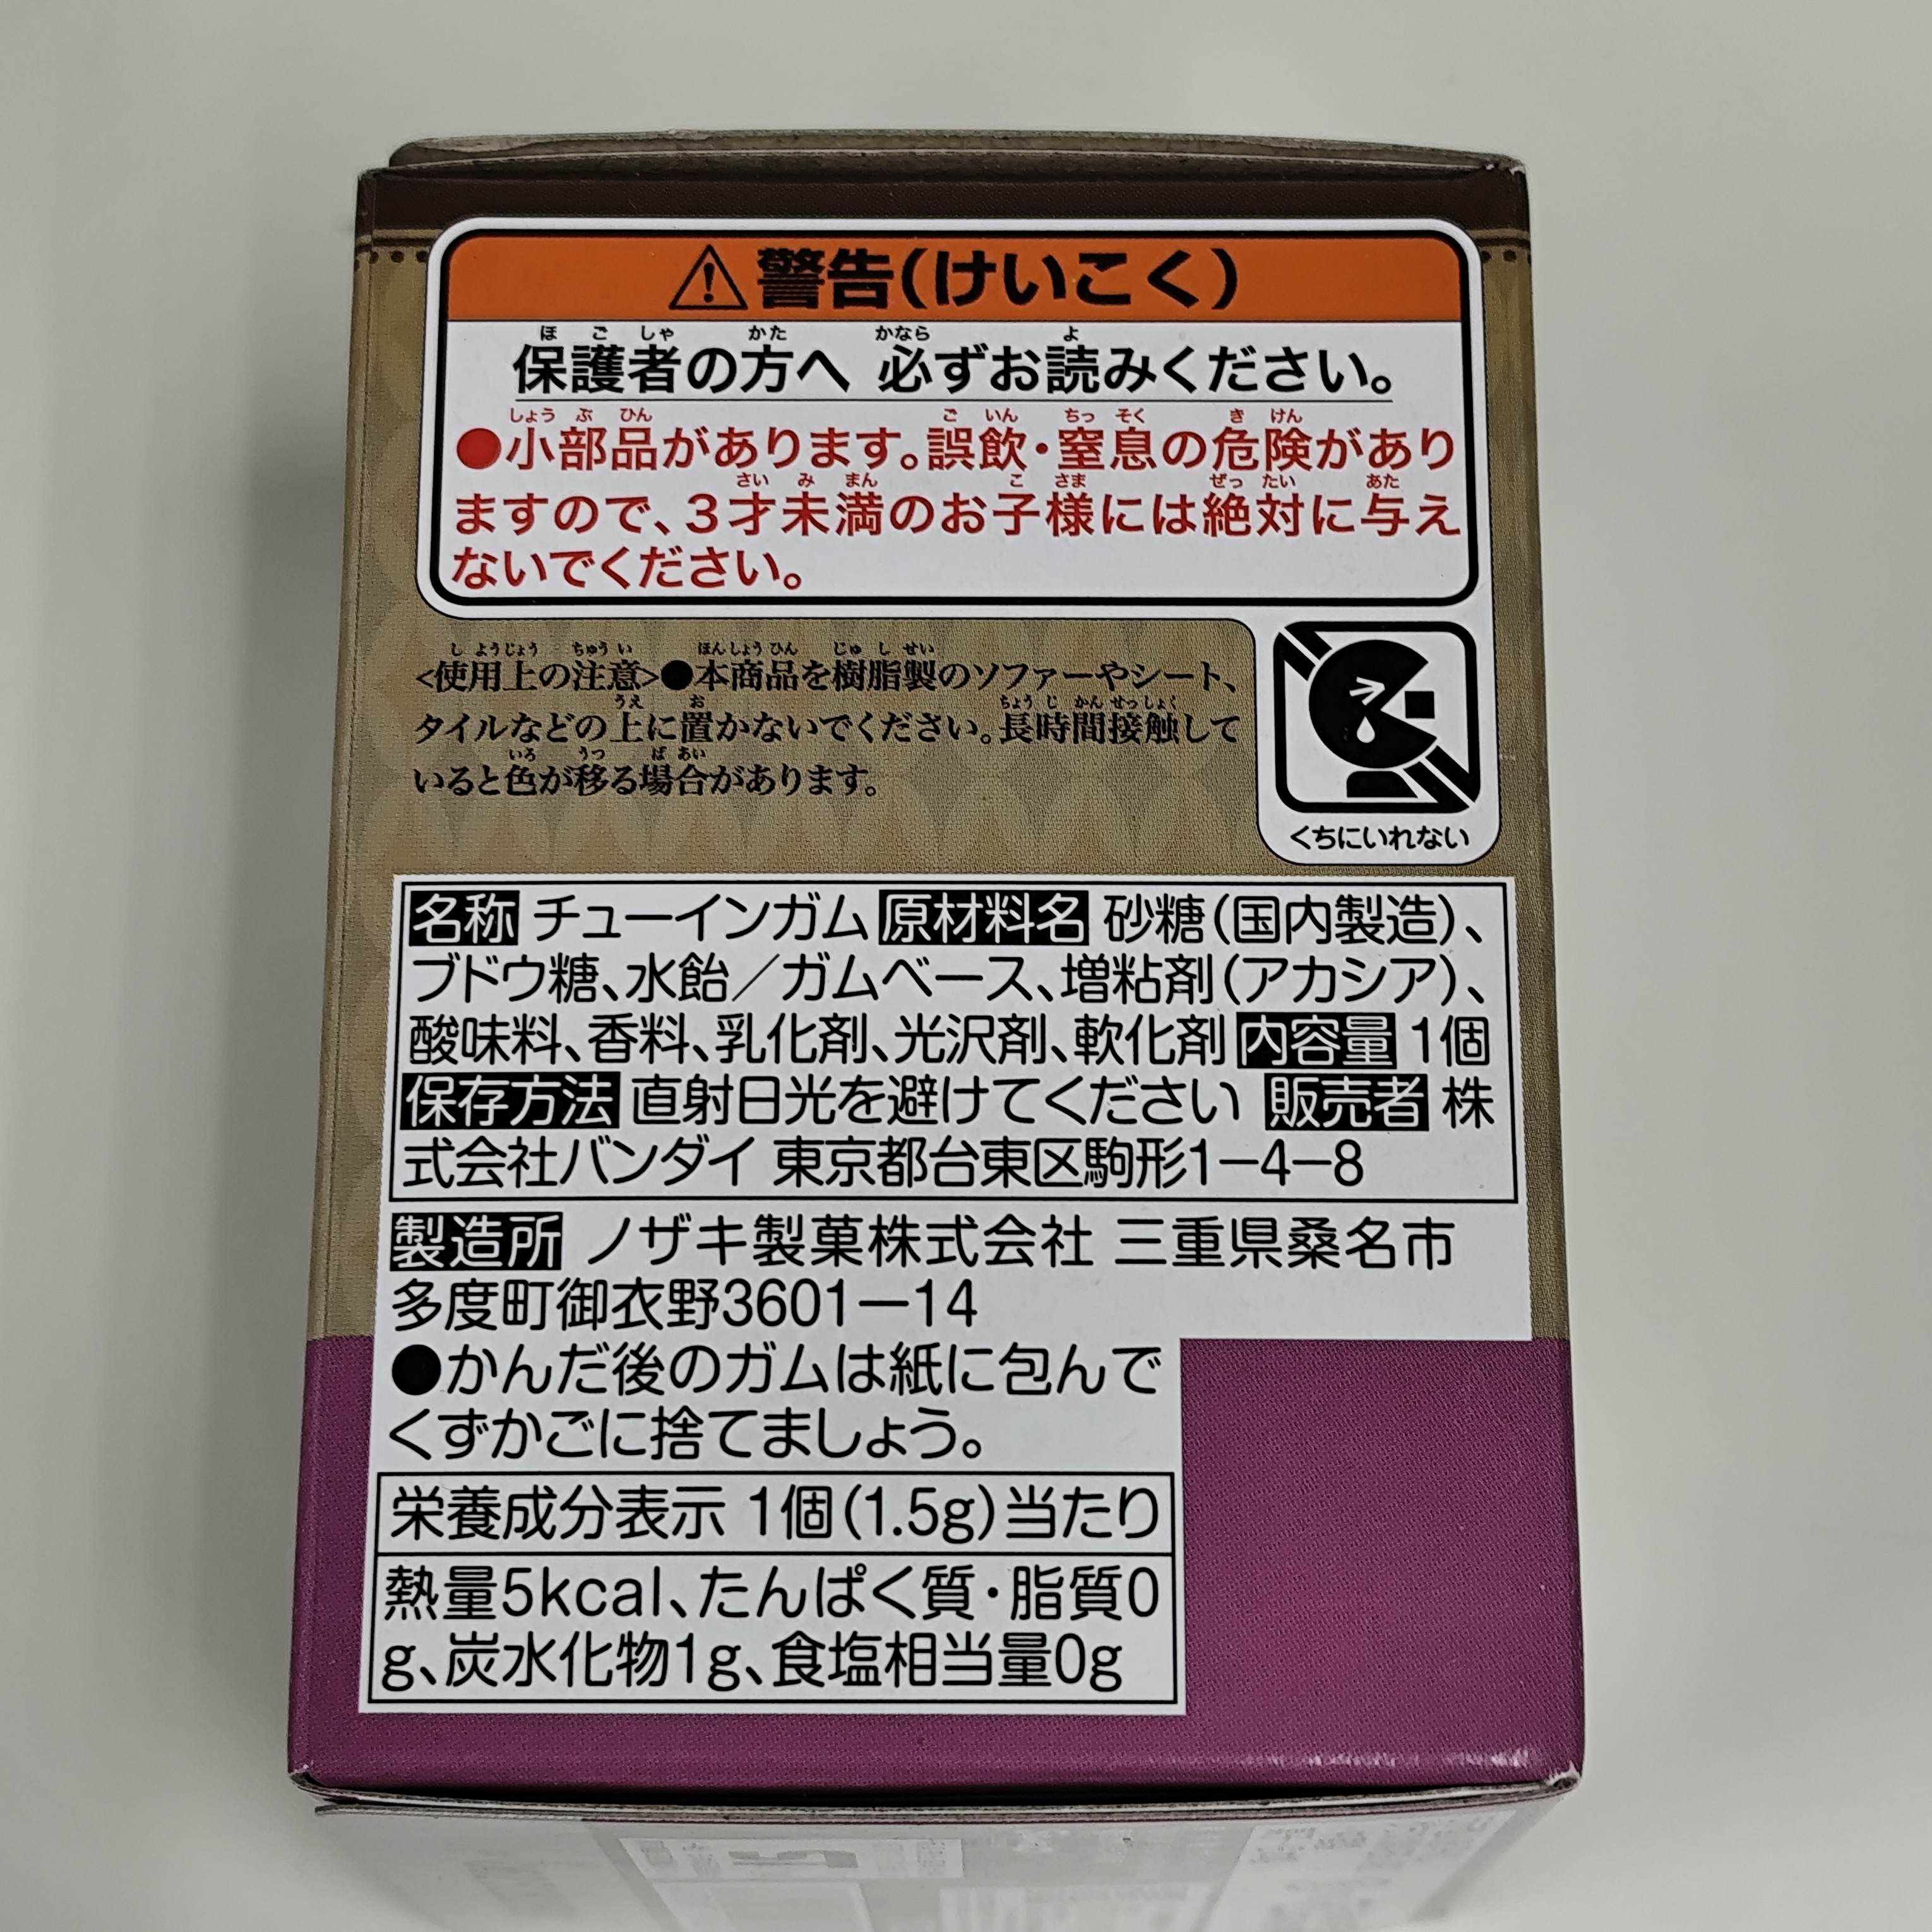 ⚠警告(けいこく)
保護者の方へ 必ずお読みください。
●小部品があります。誤飲・窒息の危険があり
ますので、3才未満のお子様には絶対に与え
ないでください。
<使用上の注意>●本商品を樹脂製のソファーやシート、
タイルなどの上に置かないでください。長時間接触して
いると色が移る場合があります。
くちにいれない
名称 チューインガム 原材料名 砂糖(国内製造)、
ブドウ糖、水飴/ガムベース、増粘剤(アカシア)、
酸味料、香料、乳化剤、光沢剤、軟化剤 内容量 1個
保存方法 直射日光を避けてください 販売者 株
式会社バンダイ 東京都台東区駒形1-4-8
製造所 ノザキ製菓株式会社 三重県桑名市
多度町御衣野3601-14
●かんだ後のガムは紙に包んで
くずかごに捨てましょう。
栄養成分表示 1個(1.5g)当たり
熱量5kcal、たんぱく質・脂質0
g、炭水化物1g、食塩相当量0g